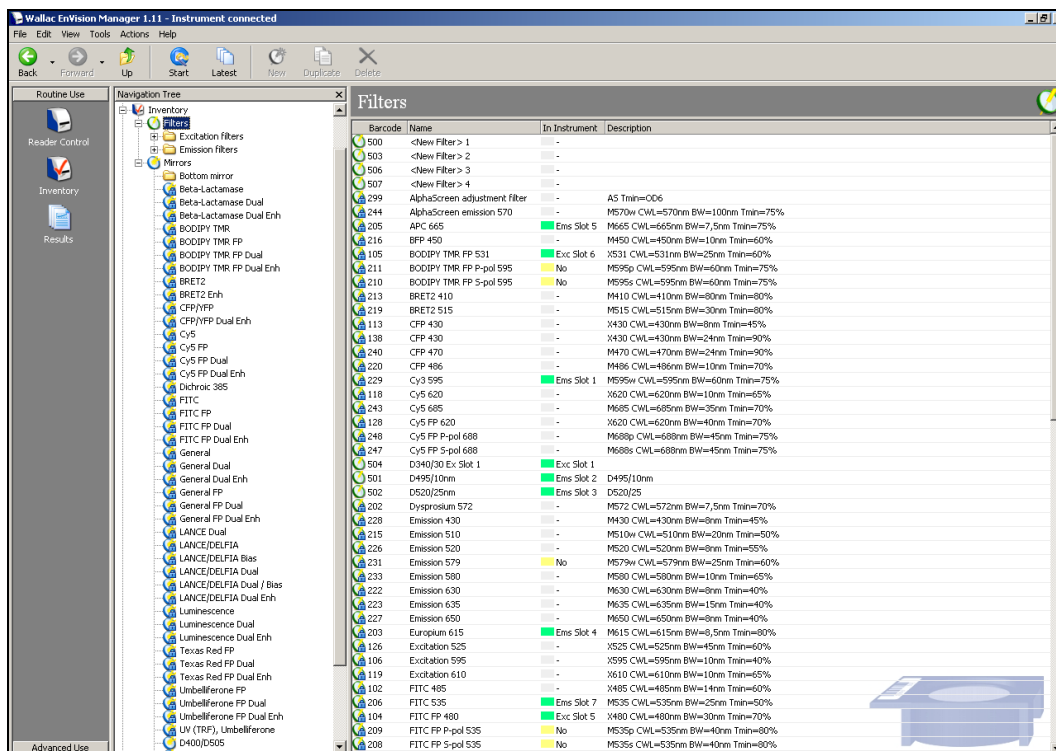 Wallac EnVision Manager 1.11 - Instrument connected
File Edit View Tools Actions Help
Back Forward Up Start Latest New Duplicate Delete
Routine Use
Reader Control
Inventory
Results
Advanced Use
Navigation Tree
Inventory
Filters
Excitation filters
Emission filters
Mirrors
Bottom mirror
Beta-Lactamase
Beta-Lactamase Dual
Beta-Lactamase Dual Enh
BODIPY TMR
BODIPY TMR FP
BODIPY TMR FP Dual
BODIPY TMR FP Dual Enh
BRET2
BRET2 Enh
CFP/YFP
CFP/YFP Dual Enh
Cy5
Cy5 FP
Cy5 FP Dual
Cy5 FP Dual Enh
Dichroic 385
FITC
FITC FP
FITC FP Dual
FITC FP Dual Enh
General
General Dual
General Dual Enh
General FP
General FP Dual
General FP Dual Enh
LANCE Dual
LANCE/DELFIA
LANCE/DELFIA Bias
LANCE/DELFIA Dual
LANCE/DELFIA Dual / Bias
LANCE/DELFIA Dual Enh
Luminescence
Luminescence Dual
Luminescence Dual Enh
Texas Red FP
Texas Red FP Dual
Texas Red FP Dual Enh
Umbelliferone FP
Umbelliferone FP Dual
Umbelliferone FP Dual Enh
UV (TRF), Umbelliferone
D400/D505
Filters
Barcode Name In Instrument Description
500 <New Filter> 1 -
503 <New Filter> 2 -
506 <New Filter> 3 -
507 <New Filter> 4 -
299 AlphaScreen adjustment filter - AS Tmin=OD6
244 AlphaScreen emission 570 - M570w CWL=570nm BW=100nm Tmin=75%
205 APC 665 Ems Slot 5 M665 CWL=665nm BW=7,5nm Tmin=75%
216 BFP 450 - M450 CWL=450nm BW=10nm Tmin=60%
105 BODIPY TMR FP 531 Exc Slot 6 X531 CWL=531nm BW=25nm Tmin=60%
211 BODIPY TMR FP P-pol 595 No M595p CWL=595nm BW=60nm Tmin=75%
210 BODIPY TMR FP S-pol 595 No M595s CWL=595nm BW=60nm Tmin=75%
213 BRET2 410 - M410 CWL=410nm BW=80nm Tmin=80%
219 BRET2 515 - M515 CWL=515nm BW=30nm Tmin=80%
113 CFP 430 - X430 CWL=430nm BW=8nm Tmin=45%
138 CFP 430 - X430 CWL=430nm BW=24nm Tmin=90%
240 CFP 470 - M470 CWL=470nm BW=24nm Tmin=90%
220 CFP 486 - M486 CWL=486nm BW=10nm Tmin=70%
229 Cy3 595 Ems Slot 1 M595w CWL=595nm BW=60nm Tmin=75%
118 Cy5 620 - X620 CWL=620nm BW=10nm Tmin=65%
243 Cy5 685 - M685 CWL=685nm BW=35nm Tmin=70%
128 Cy5 FP 620 - X620 CWL=620nm BW=40nm Tmin=70%
248 Cy5 FP P-pol 688 - M688p CWL=688nm BW=45nm Tmin=75%
247 Cy5 FP S-pol 688 - M688s CWL=688nm BW=45nm Tmin=75%
504 D340/30 Ex Slot 1 Exc Slot 1
501 D495/10nm Ems Slot 2 D495/10nm
502 D520/25nm Ems Slot 3 D520/25
202 Dysprosium 572 - M572 CWL=572nm BW=7,5nm Tmin=70%
228 Emission 430 - M430 CWL=430nm BW=8nm Tmin=45%
215 Emission 510 - M510w CWL=510nm BW=20nm Tmin=50%
226 Emission 520 - M520 CWL=520nm BW=8nm Tmin=55%
231 Emission 579 No M579w CWL=579nm BW=25nm Tmin=60%
233 Emission 580 - M580 CWL=580nm BW=10nm Tmin=65%
222 Emission 630 - M630 CWL=630nm BW=8nm Tmin=40%
223 Emission 635 - M635 CWL=635nm BW=15nm Tmin=40%
227 Emission 650 - M650 CWL=650nm BW=8nm Tmin=40%
203 Europium 615 Ems Slot 4 M615 CWL=615nm BW=8,5nm Tmin=80%
126 Excitation 525 - X525 CWL=525nm BW=45nm Tmin=60%
106 Excitation 595 - X595 CWL=595nm BW=10nm Tmin=40%
119 Excitation 610 - X610 CWL=610nm BW=10nm Tmin=65%
102 FITC 485 - X485 CWL=485nm BW=14nm Tmin=60%
206 FITC 535 Ems Slot 7 M535 CWL=535nm BW=25nm Tmin=50%
104 FITC FP 480 Exc Slot 5 X480 CWL=480nm BW=30nm Tmin=70%
209 FITC FP P-pol 535 No M535p CWL=535nm BW=40nm Tmin=80%
208 FITC FP S-pol 535 No M535s CWL=535nm BW=40nm Tmin=80%